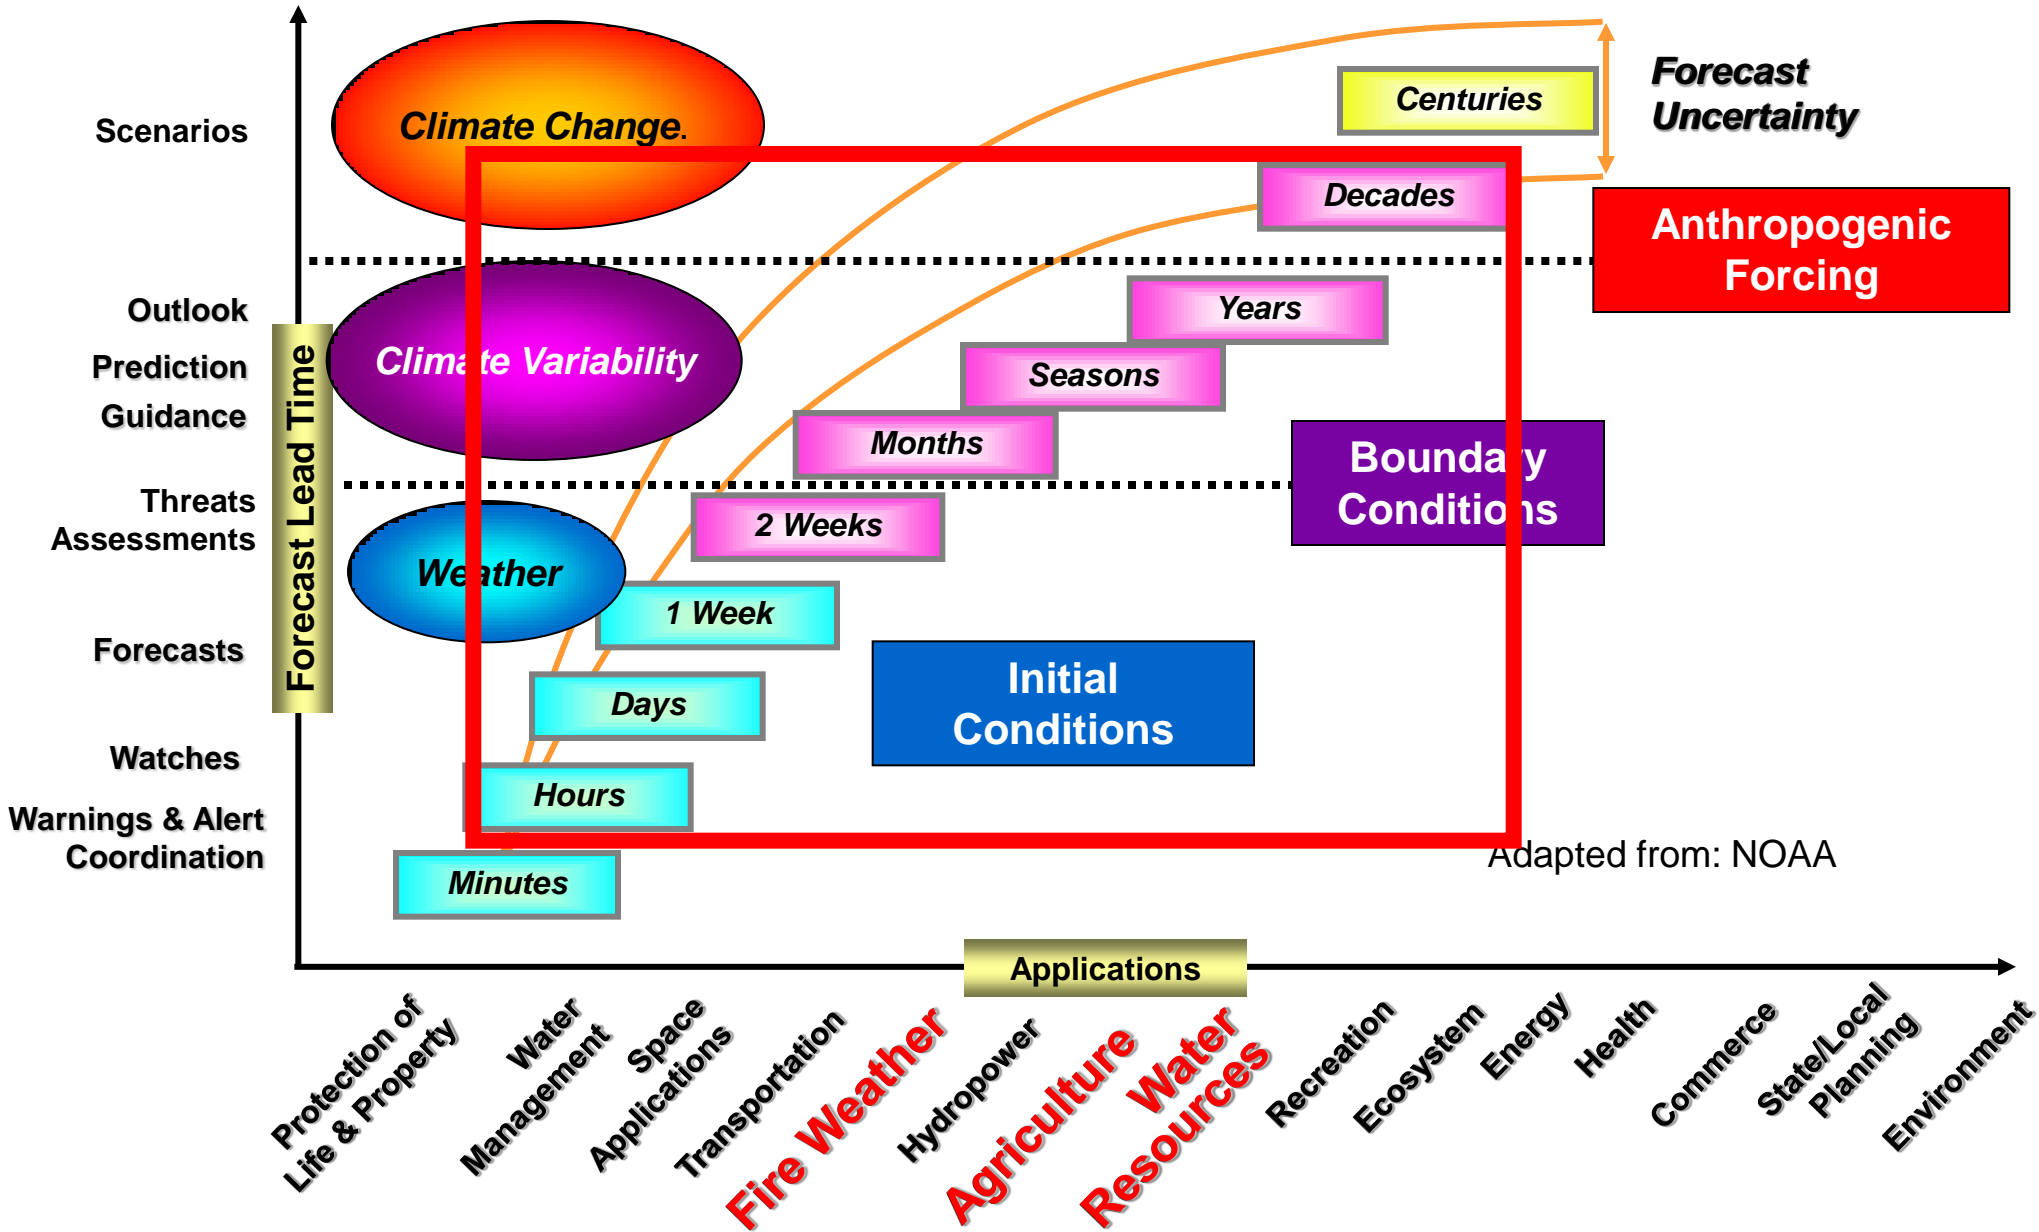 Scenarios
Climate Change.
Centuries
Forecast
Uncertainty
Decades
Anthropogenic
Forcing
Outlook
Prediction
Guidance
Forecast Lead Time
Climate Variability
Years
Seasons
Months
Boundary
Conditions
Threats
Assessments
2 Weeks
Weather
1 Week
Forecasts
Days
Initial
Conditions
Watches
Hours
Warnings & Alert
Coordination
Minutes
Adapted from: NOAA
Applications
Protection of
Life & Property
Water
Management
Space
Applications
Transportation
Fire Weather
Hydropower
Agriculture
Water
Resources
Recreation
Ecosystem
Energy
Health
Commerce
State/Local
Planning
Environment